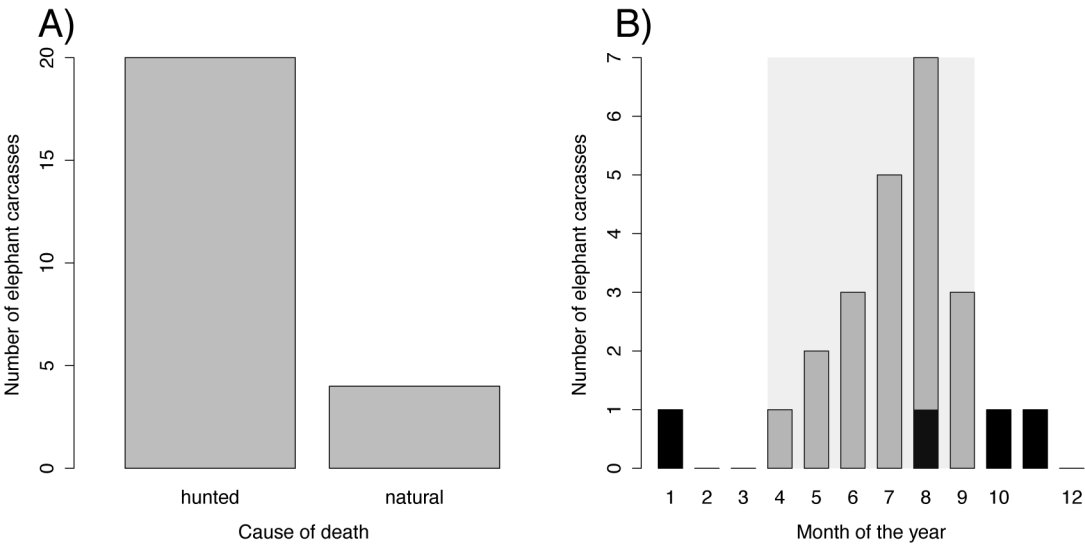 A)
Number of elephant carcasses
20
15
10
5
0
hunted natural
Cause of death
B)
Number of elephant carcasses
7
6
5
4
3
2
1
0
1 2 3 4 5 6 7 8 9 10 12
Month of the year